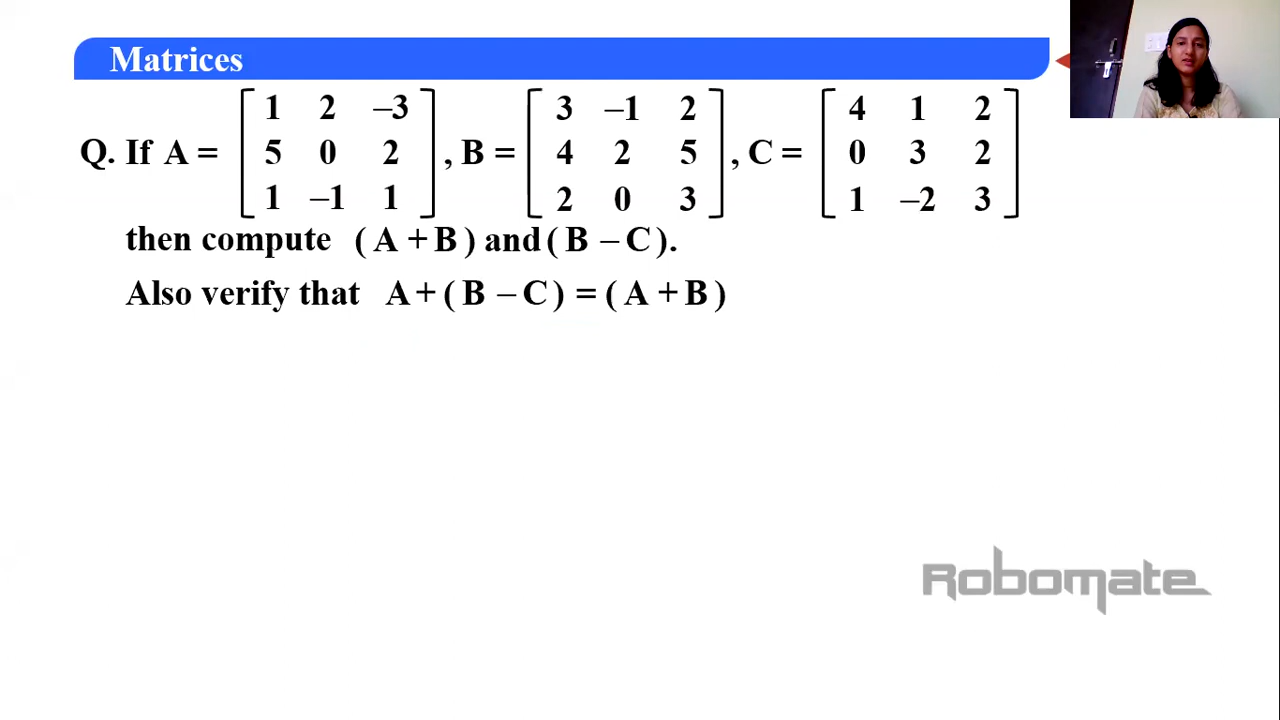 Matrices
1 2 –3 3 –1 2 4 1 2
Q. If A = 5 0 2 , B = 4 2 5 , C = 0 3 2
1 –1 1 2 0 3 1 –2 3
then compute ( A + B ) and ( B – C ).
Also verify that A + ( B – C ) = ( A + B )
Robomate